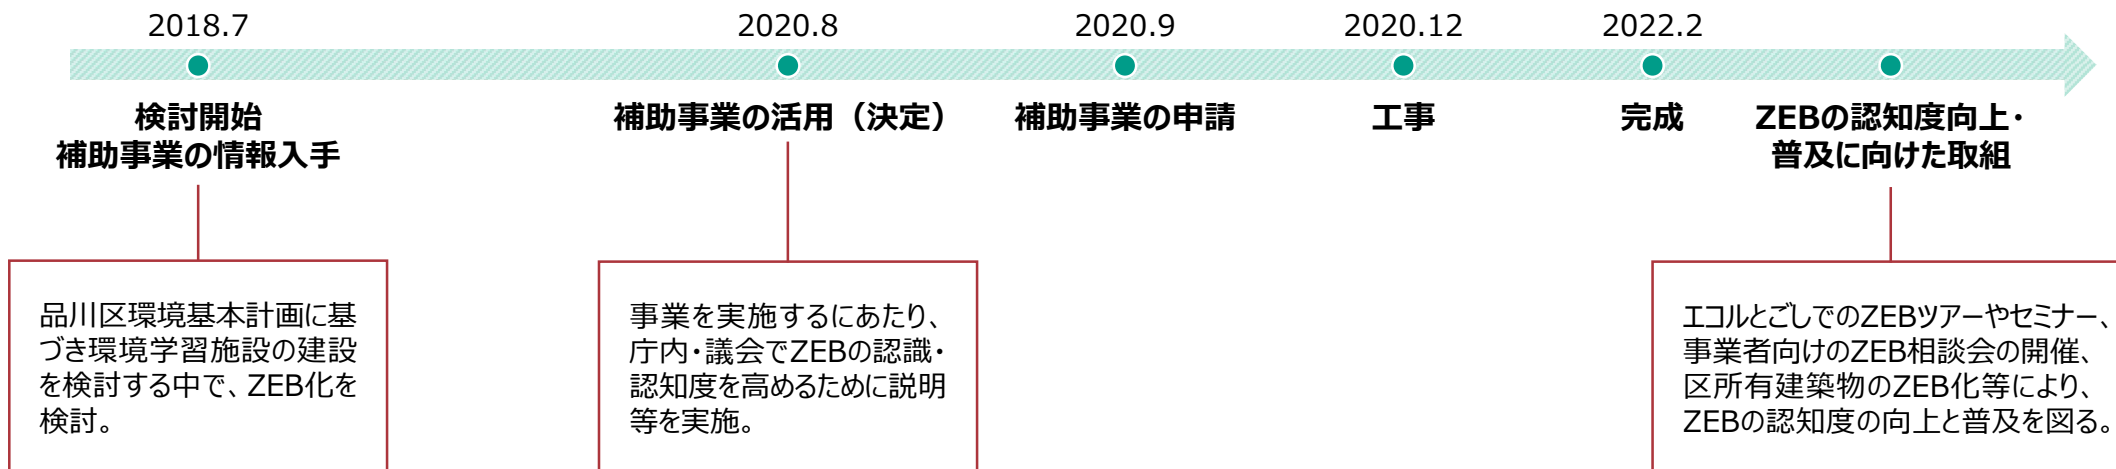 2018.7
2020.8
2020.9
2020.12
2022.2
検討開始
補助事業の情報入手
補助事業の活用（決定）
補助事業の申請
工事
完成
ZEBの認知度向上・
普及に向けた取組
品川区環境基本計画に基
づき環境学習施設の建設
を検討する中で、ZEB化を
検討。
事業を実施するにあたり、
庁内・議会でZEBの認識・
認知度を高めるために説明
等を実施。
エコルとごしでのZEBツアーやセミナー、
事業者向けのZEB相談会の開催、
区所有建築物のZEB化等により、
ZEBの認知度の向上と普及を図る。